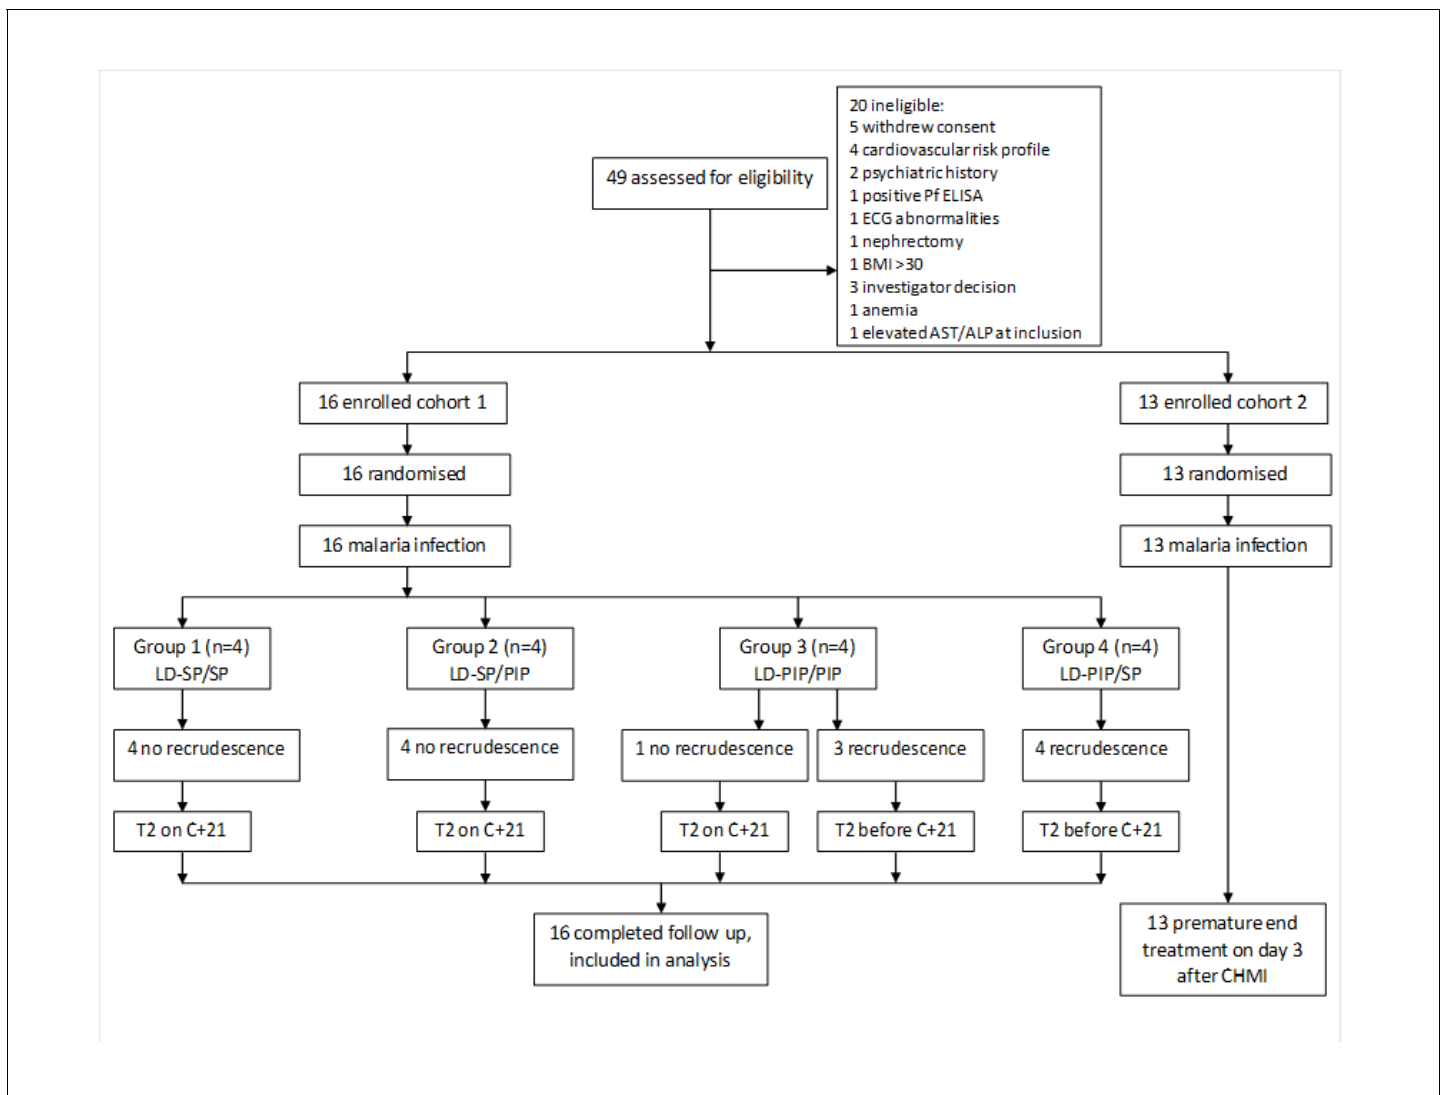 49 assessed for eligibility
20 ineligible:
5 withdrew consent
4 cardiovascular risk profile
2 psychiatric history
1 positive Pf ELISA
1 ECG abnormalities
1 nephrectomy
1 BMI >30
3 investigator decision
1 anemia
1 elevated AST/ALP at inclusion
16 enrolled cohort 1
13 enrolled cohort 2
16 randomised
13 randomised
16 malaria infection
13 malaria infection
Group 1 (n=4)
LD-SP/SP
Group 2 (n=4)
LD-SP/PIP
Group 3 (n=4)
LD-PIP/PIP
Group 4 (n=4)
LD-PIP/SP
4 no recrudescence
4 no recrudescence
1 no recrudescence
3 recrudescence
4 recrudescence
T2 on C+21
T2 on C+21
T2 on C+21
T2 before C+21
T2 before C+21
16 completed follow up,
included in analysis
13 premature end
treatment on day 3
after CHMI